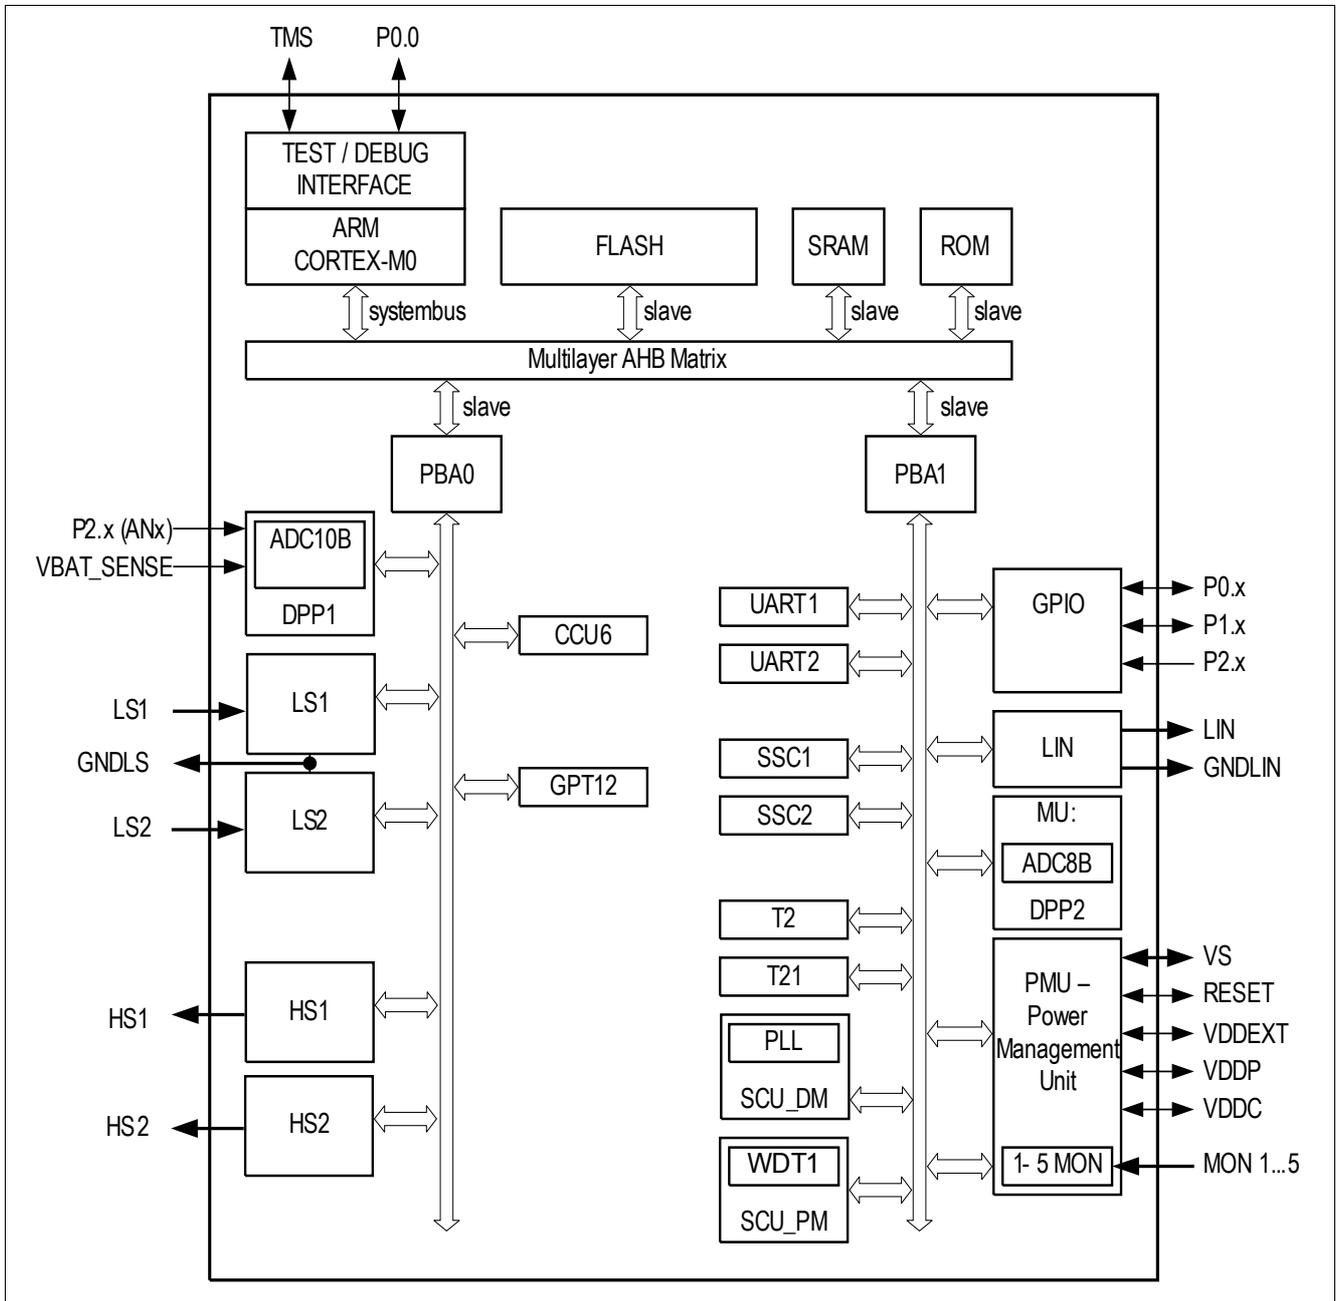 TMS P0.0
TEST / DEBUG
INTERFACE
ARM
CORTEX-M0
FLASH
SRAM
ROM
systembus
slave
slave
slave
Multilayer AHB Matrix
slave
slave
PBA0
PBA1
P2.x (ANx)
VBAT_SENSE
ADC10B
DPP1
CCU6
LS1
LS1
GNDLS
GPT12
LS2
LS2
HS1
HS1
HS2
HS2
UART1
UART2
SSC1
SSC2
T2
T21
PLL
SCU_DM
WDT1
SCU_PM
GPIO
P0.x
P1.x
P2.x
LIN
LIN
GNDLIN
MU:
ADC8B
DPP2
PMU –
Power
Management
Unit
1- 5 MON
VS
RESET
VDDEXT
VDDP
VDDC
MON 1...5